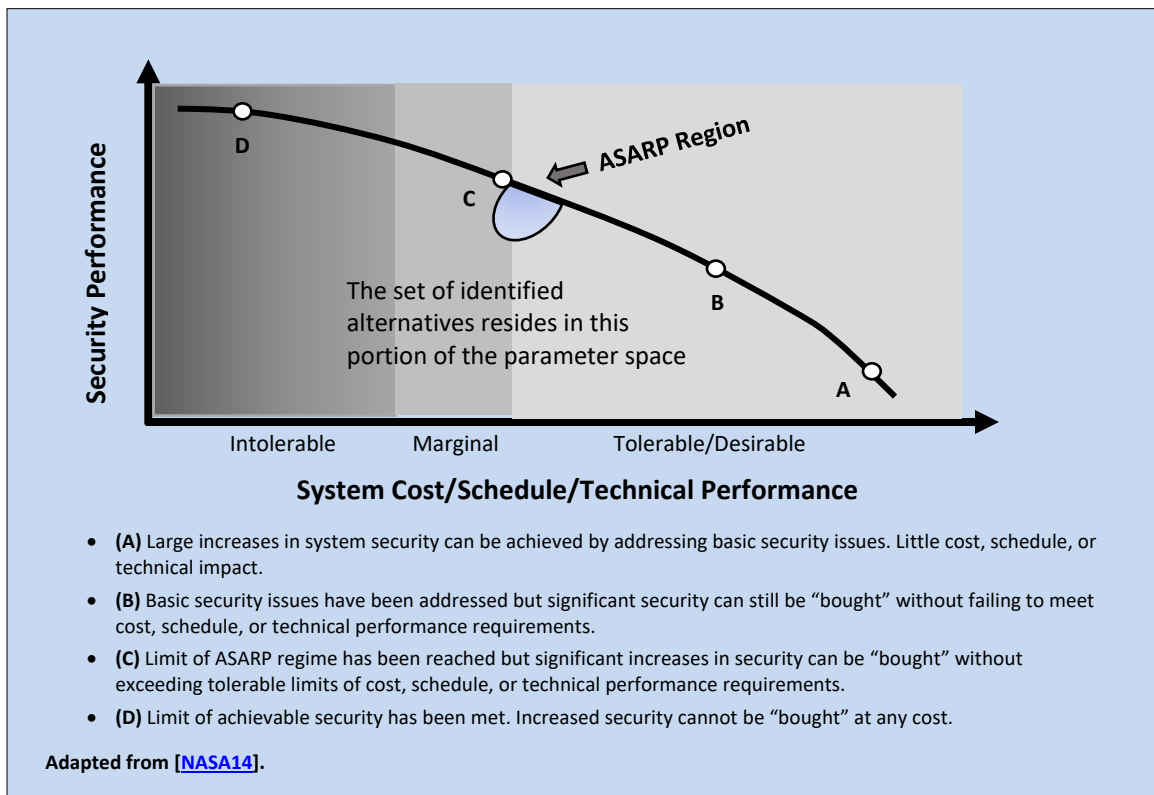 Security Performance
D
C
ASARP Region
B
A
The set of identified
alternatives resides in this
portion of the parameter space
Intolerable Marginal Tolerable/Desirable
System Cost/Schedule/Technical Performance
• (A) Large increases in system security can be achieved by addressing basic security issues. Little cost, schedule, or
technical impact.
• (B) Basic security issues have been addressed but significant security can still be “bought” without failing to meet
cost, schedule, or technical performance requirements.
• (C) Limit of ASARP regime has been reached but significant increases in security can be “bought” without
exceeding tolerable limits of cost, schedule, or technical performance requirements.
• (D) Limit of achievable security has been met. Increased security cannot be “bought” at any cost.
Adapted from [NASA14].